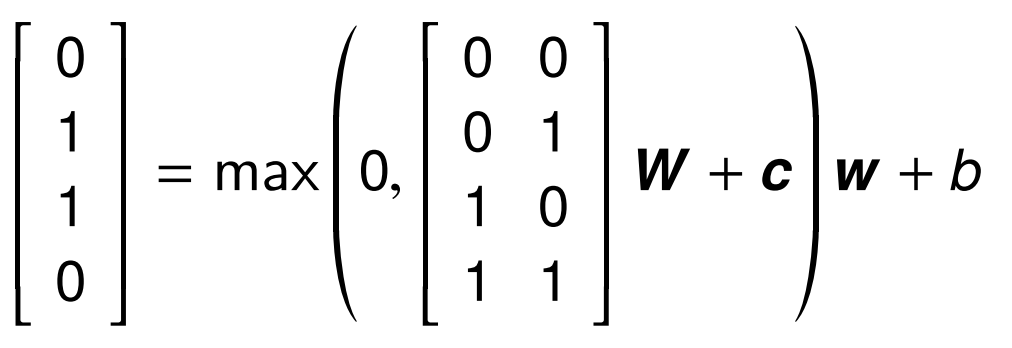 [0 1 1 0] = max(0, [0 0 0 1 1 0 1 1] W + c) w + b